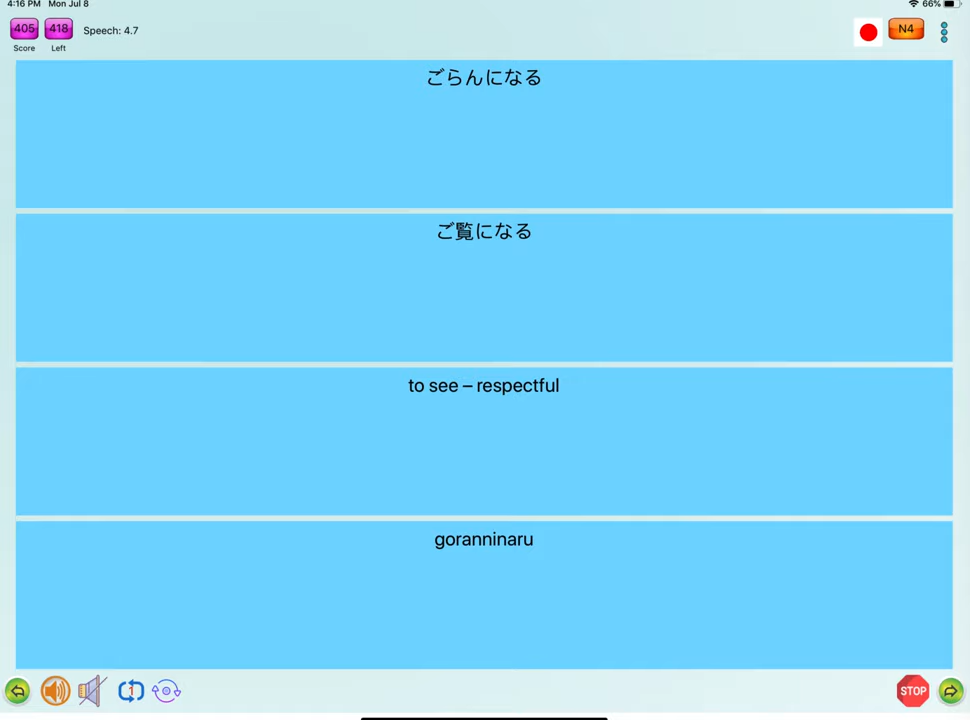 4:16 PM Mon Jul 8
66%
405
418
Speech: 4.7
N4
Score
Left
ごらんになる
ご覧になる
to see – respectful
goranninaru
1
STOP